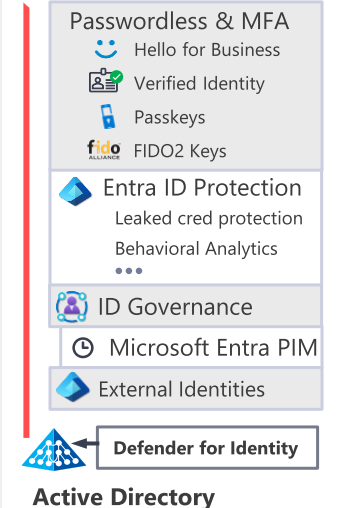 Passwordless & MFA
Hello for Business
Verified Identity
Passkeys
fido
ALLIANCE
FIDO2 Keys
Entra ID Protection
Leaked cred protection
Behavioral Analytics
•••
ID Governance
Microsoft Entra PIM
External Identities
Defender for Identity
Active Directory